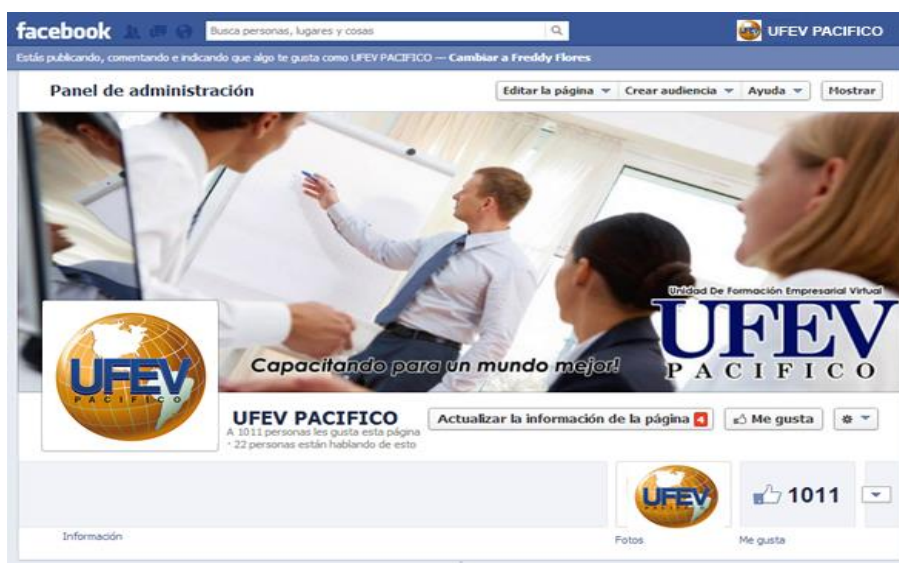 facebook
Busca personas, lugares y cosas
UFEV PACIFICO
Estás publicando, comentando e indicando que algo te gusta como UFEV PACIFICO — Cambiar a Freddy Flores
Panel de administración
Editar la página
Crear audiencia
Ayuda
Mostrar
Unidad De Formación Empresarial Virtual
UFEV
PACIFICO
Capacitando para un mundo mejor!
UFEV
PACIFICO
UFEV PACIFICO
A 1011 personas les gusta esta página
· 22 personas están hablando de esto
Actualizar la información de la página 4
Me gusta
UFEV
PACIFICO
1011
Información
Fotos
Me gusta